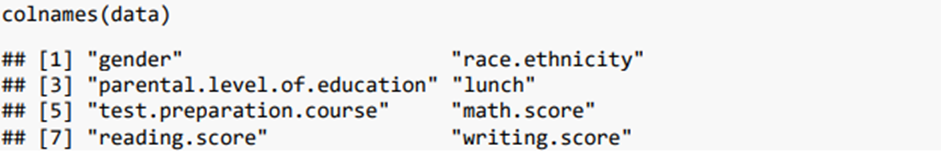 colnames(data)
## [1] "gender" "race.ethnicity"
## [3] "parental.level.of.education" "lunch"
## [5] "test.preparation.course" "math.score"
## [7] "reading.score" "writing.score"